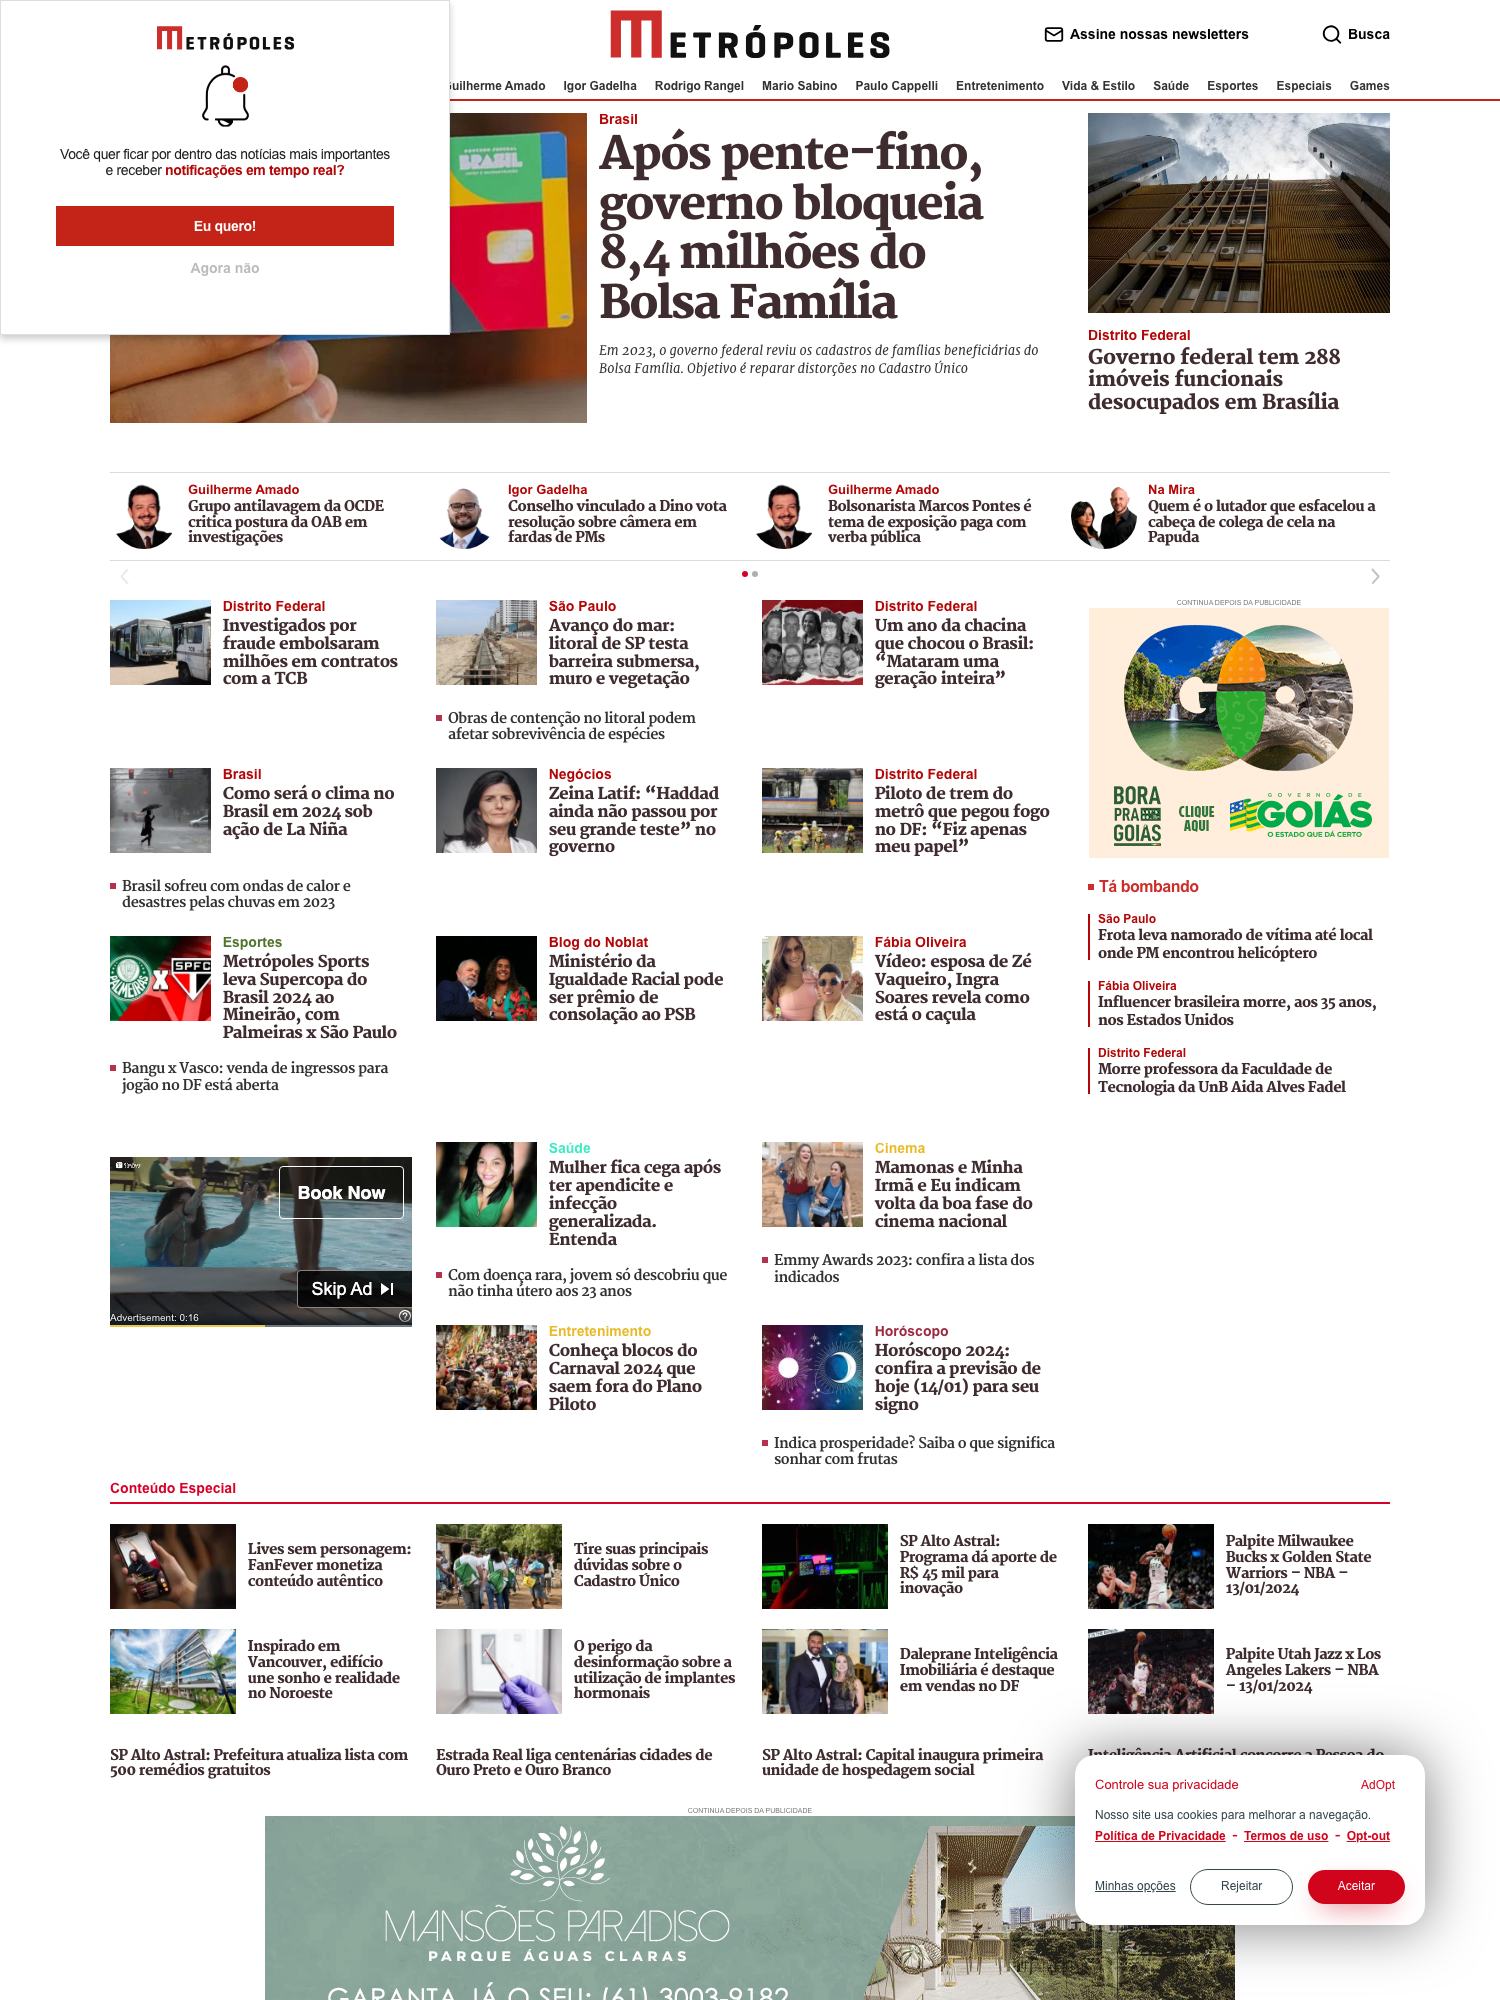 METRÓPOLES
Você quer ficar por dentro das notícias mais importantes
e receber notificações em tempo real?
Eu quero!
Agora não
METRÓPOLES
Assine nossas newsletters
Busca
Guilherme Amado Igor Gadelha Rodrigo Rangel Mario Sabino Paulo Cappelli Entretenimento Vida & Estilo Saúde Esportes Especiais Games
BRASIL
Brasil
Após pente-fino,
governo bloqueia
8,4 milhões do
Bolsa Família
Em 2023, o governo federal reviu os cadastros de famílias beneficiárias do
Bolsa Família. Objetivo é reparar distorções no Cadastro Único
Distrito Federal
Governo federal tem 288
imóveis funcionais
desocupados em Brasília
Guilherme Amado
Grupo antilavagem da OCDE
critica postura da OAB em
investigações
Igor Gadelha
Conselho vinculado a Dino vota
resolução sobre câmera em
fardas de PMs
Guilherme Amado
Bolsonarista Marcos Pontes é
tema de exposição paga com
verba pública
Na Mira
Quem é o lutador que esfacelou a
cabeça de colega de cela na
Papuda
Distrito Federal
Investigados por
fraude embolsaram
milhões em contratos
com a TCB
São Paulo
Avanço do mar:
litoral de SP testa
barreira submersa,
muro e vegetação
Obras de contenção no litoral podem
afetar sobrevivência de espécies
Distrito Federal
Um ano da chacina
que chocou o Brasil:
“Mataram uma
geração inteira”
CONTINUA DEPOIS DA PUBLICIDADE
BORA
PRA
GOIÁS
CLIQUE
AQUI
GOVERNO DE
GOIÁS
O ESTADO QUE DÁ CERTO
Brasil
Como será o clima no
Brasil em 2024 sob
ação de La Niña
Brasil sofreu com ondas de calor e
desastres pelas chuvas em 2023
Negócios
Zeina Latif: “Haddad
ainda não passou por
seu grande teste” no
governo
Distrito Federal
Piloto de trem do
metrô que pegou fogo
no DF: “Fiz apenas
meu papel”
Tá bombando
São Paulo
Frota leva namorado de vítima até local
onde PM encontrou helicóptero
Fábia Oliveira
Influencer brasileira morre, aos 35 anos,
nos Estados Unidos
Distrito Federal
Morre professora da Faculdade de
Tecnologia da UnB Aida Alves Fadel
PALMEIRAS
X
SPFC
Esportes
Metrópoles Sports
leva Supercopa do
Brasil 2024 ao
Mineirão, com
Palmeiras x São Paulo
Bangu x Vasco: venda de ingressos para
jogão no DF está aberta
Blog do Noblat
Ministério da
Igualdade Racial pode
ser prêmio de
consolação ao PSB
Fábia Oliveira
Vídeo: esposa de Zé
Vaqueiro, Ingra
Soares revela como
está o caçula
Book Now
Skip Ad
Advertisement: 0:16
Saúde
Mulher fica cega após
ter apendicite e
infecção
generalizada.
Entenda
Com doença rara, jovem só descobriu que
não tinha útero aos 23 anos
Cinema
Mamonas e Minha
Irmã e Eu indicam
volta da boa fase do
cinema nacional
Emmy Awards 2023: confira a lista dos
indicados
Entretenimento
Conheça blocos do
Carnaval 2024 que
saem fora do Plano
Piloto
Horóscopo
Horóscopo 2024:
confira a previsão de
hoje (14/01) para seu
signo
Indica prosperidade? Saiba o que significa
sonhar com frutas
Conteúdo Especial
Lives sem personagem:
FanFever monetiza
conteúdo autêntico
Tire suas principais
dúvidas sobre o
Cadastro Único
SP Alto Astral:
Programa dá aporte de
R$ 45 mil para
inovação
Palpite Milwaukee
Bucks x Golden State
Warriors – NBA –
13/01/2024
Inspirado em
Vancouver, edifício
une sonho e realidade
no Noroeste
O perigo da
desinformação sobre a
utilização de implantes
hormonais
Daleprane Inteligência
Imobiliária é destaque
em vendas no DF
Palpite Utah Jazz x Los
Angeles Lakers – NBA
– 13/01/2024
SP Alto Astral: Prefeitura atualiza lista com
500 remédios gratuitos
Estrada Real liga centenárias cidades de
Ouro Preto e Ouro Branco
SP Alto Astral: Capital inaugura primeira
unidade de hospedagem social
Inteligência Artificial concorre a Pessoa do
Controle sua privacidade
AdOpt
Nosso site usa cookies para melhorar a navegação.
Política de Privacidade - Termos de uso - Opt-out
Minhas opções
Rejeitar
Aceitar
CONTINUA DEPOIS DA PUBLICIDADE
MANSÕES PARADISO
PARQUE ÁGUAS CLARAS
GARANTA JÁ O SEU: (61) 3003-9182